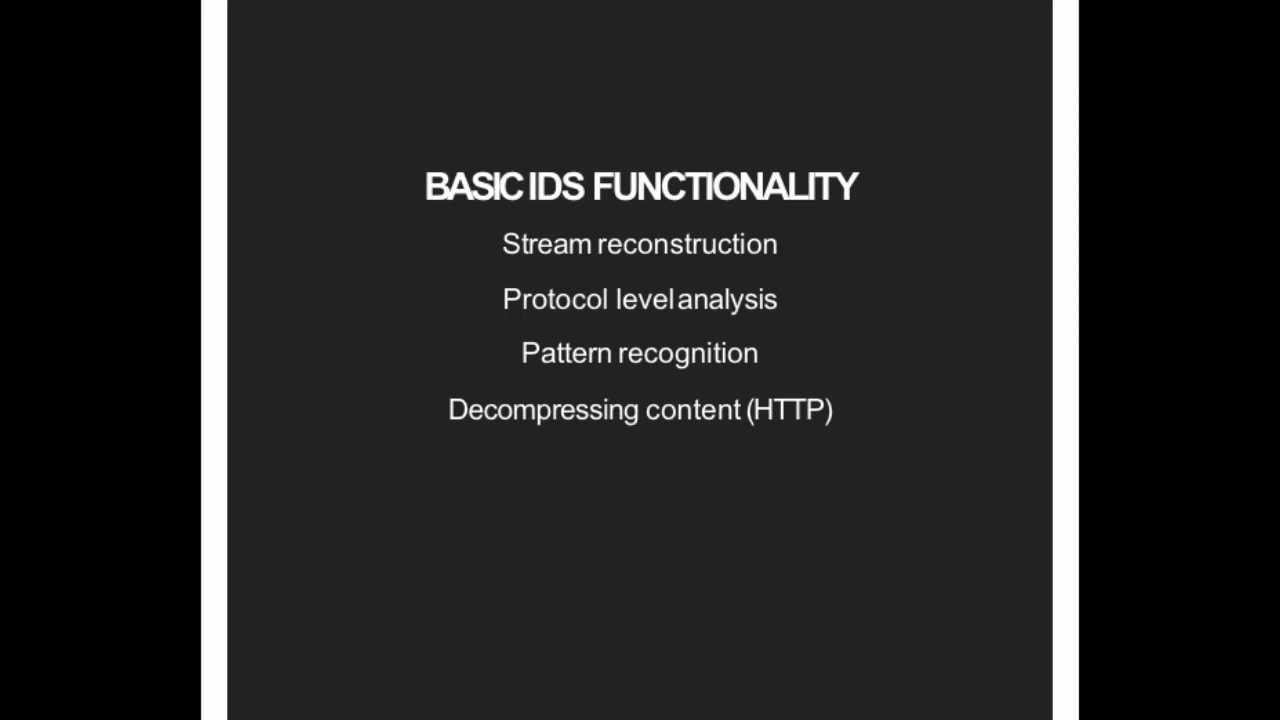 BASIC IDS FUNCTIONALITY
Stream reconstruction
Protocol level analysis
Pattern recognition
Decompressing content (HTTP)